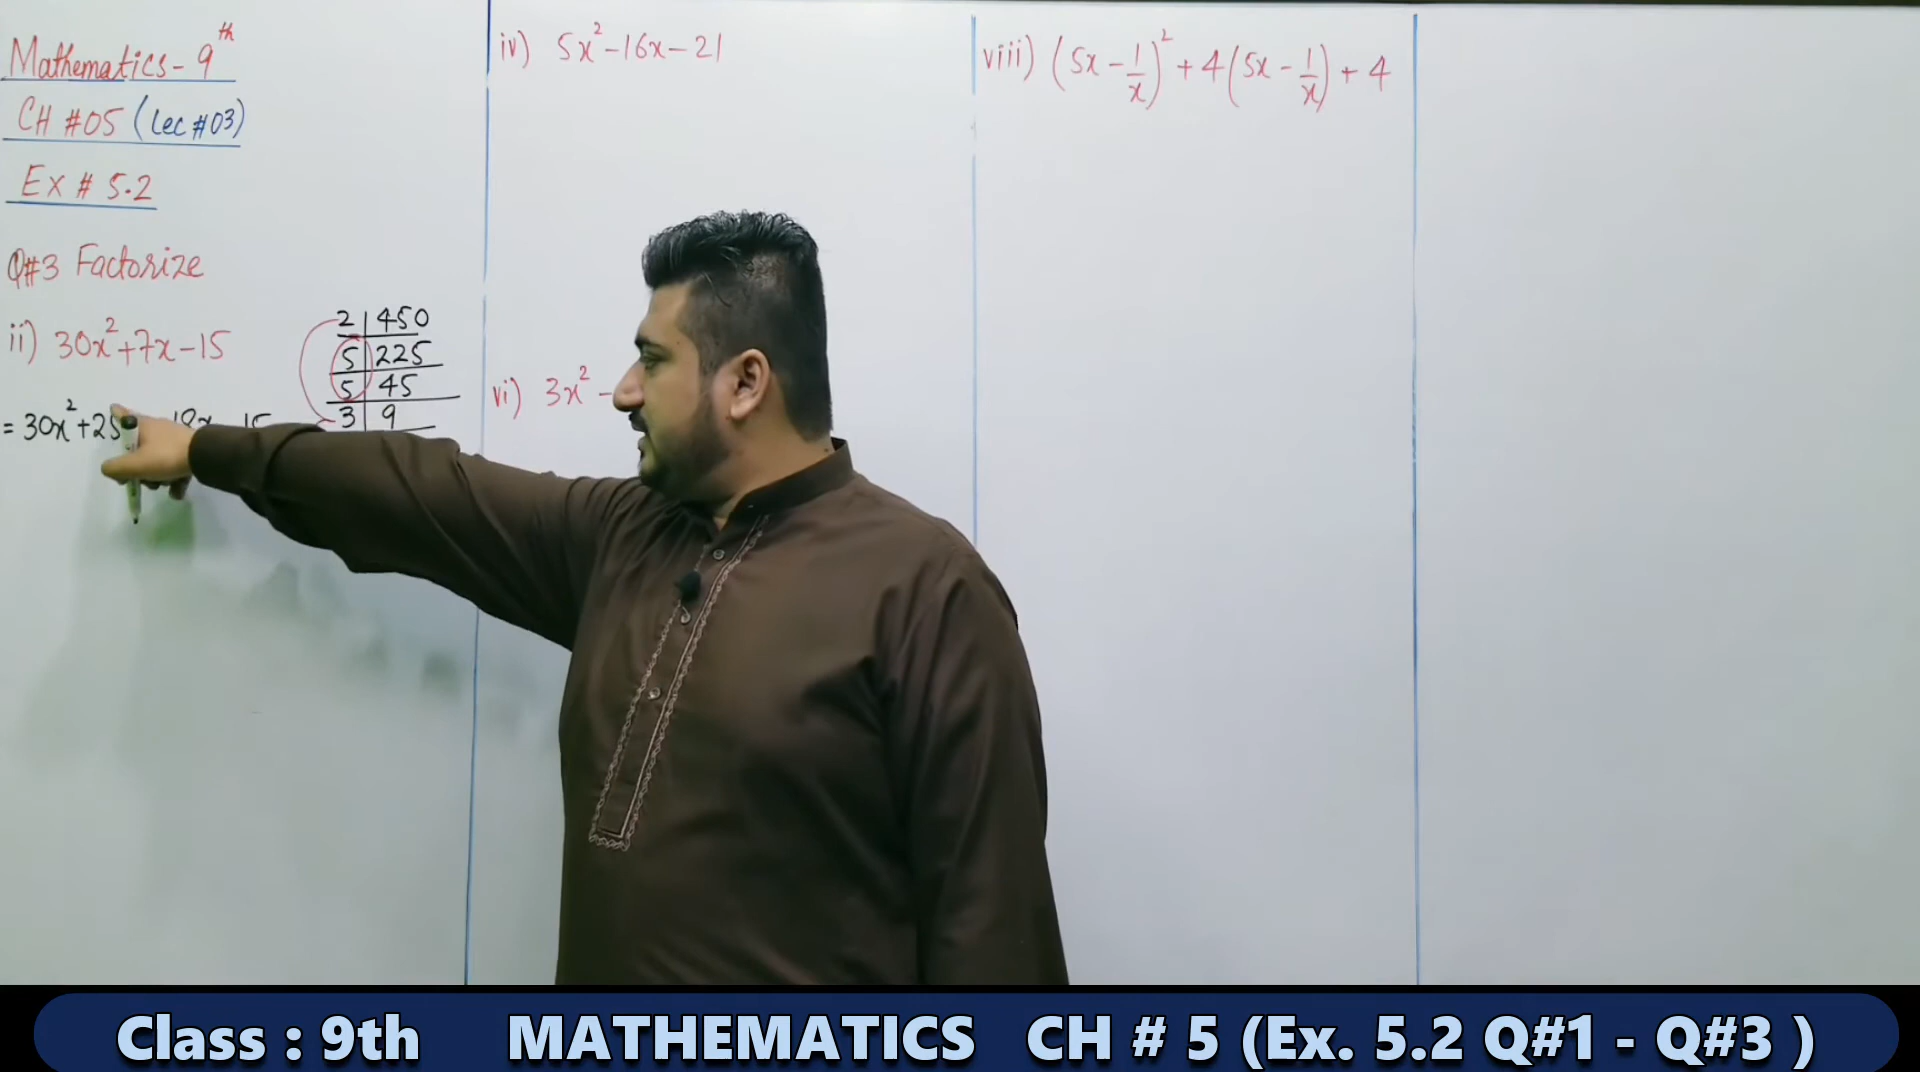 Mathematics - 9th
CH #05 (Lec #03)
Ex # 5.2
Q#3 Factorize
ii) 30x²+7x-15
= 30x²+25 18x-15
2 | 450
5 | 225
5 | 45
3 | 9
iv) 5x²-16x-21
vi) 3x² -
viii) (5x - 1/x)² + 4(5x - 1/x) + 4
Class : 9th MATHEMATICS CH # 5 (Ex. 5.2 Q#1 - Q#3 )